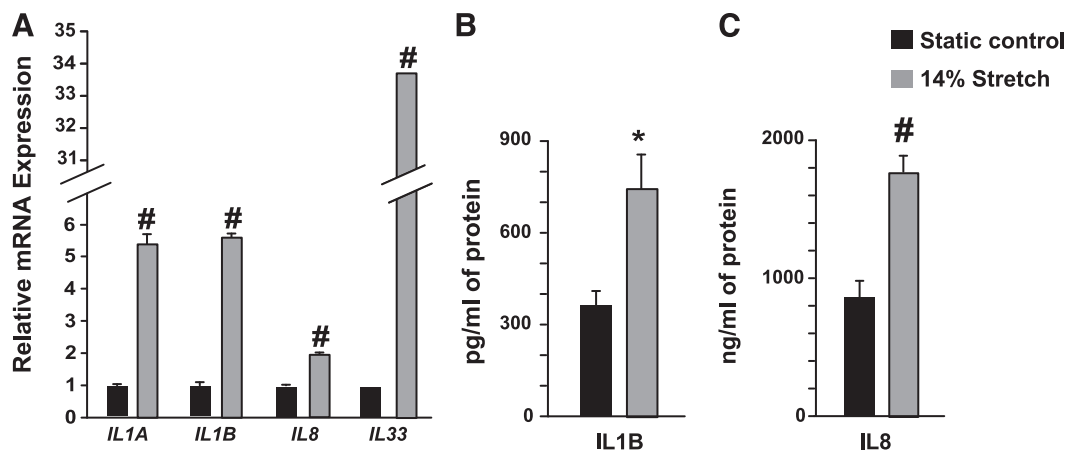 A
B
C
Static control
14% Stretch
Relative mRNA Expression
35
34
33
32
31
6
5
4
3
2
1
0
#
#
#
#
IL1A IL1B IL8 IL33
pg/ml of protein
900
600
300
0
*
IL1B
ng/ml of protein
2000
1000
0
#
IL8